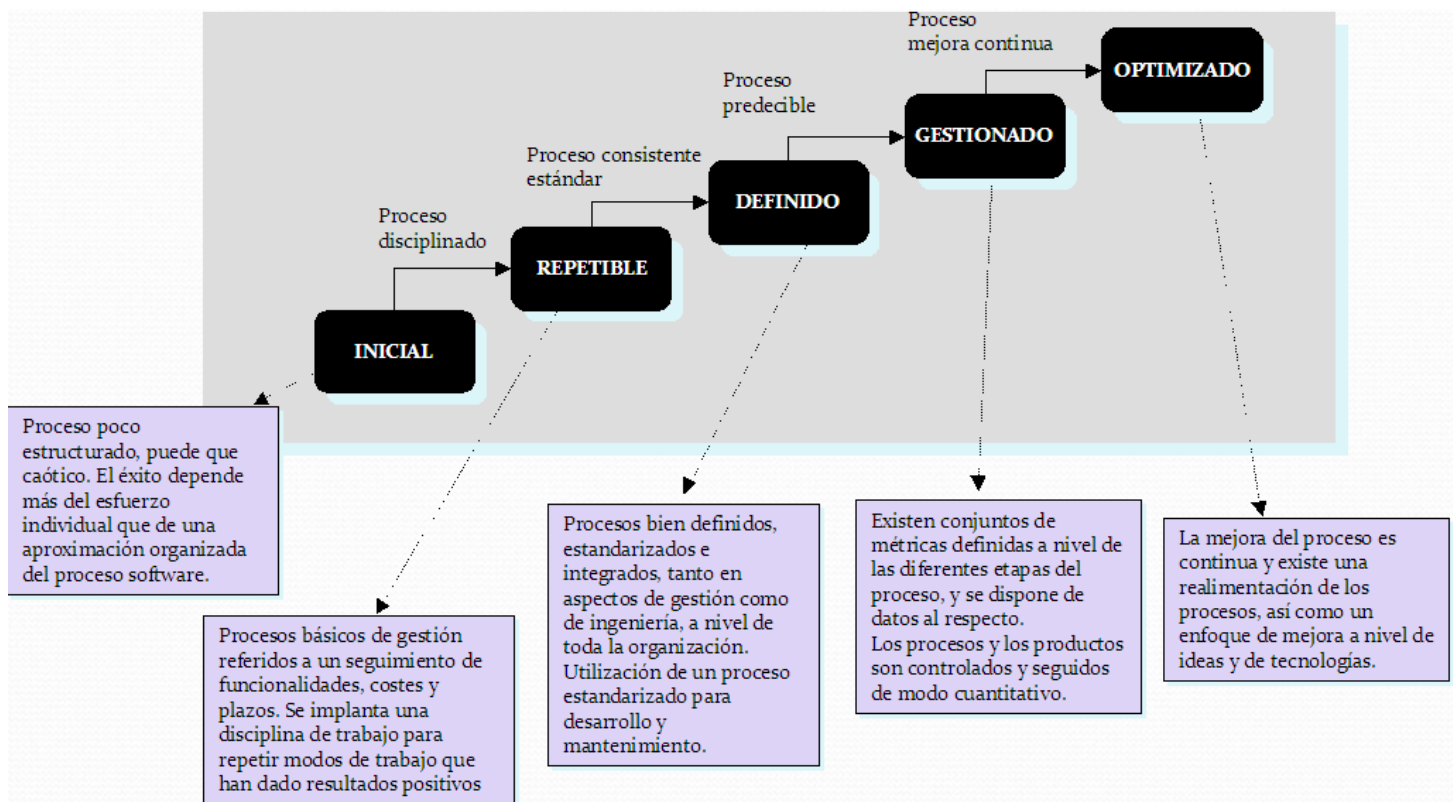 Proceso
mejora continua
OPTIMIZADO
Proceso
predecible
GESTIONADO
Proceso consistente
estándar
DEFINIDO
Proceso
disciplinado
REPETIBLE
INICIAL
Proceso poco
estructurado, puede que
caótico. El éxito depende
más del esfuerzo
individual que de una
aproximación organizada
del proceso software.
Procesos básicos de gestión
referidos a un seguimiento de
funcionalidades, costes y
plazos. Se implanta una
disciplina de trabajo para
repetir modos de trabajo que
han dado resultados positivos
Procesos bien definidos,
estandarizados e
integrados, tanto en
aspectos de gestión como
de ingeniería, a nivel de
toda la organización.
Utilización de un proceso
estandarizado para
desarrollo y
mantenimiento.
Existen conjuntos de
métricas definidas a nivel de
las diferentes etapas del
proceso, y se dispone de
datos al respecto.
Los procesos y los productos
son controlados y seguidos
de modo cuantitativo.
La mejora del proceso es
continua y existe una
realimentación de los
procesos, así como un
enfoque de mejora a nivel de
ideas y de tecnologías.